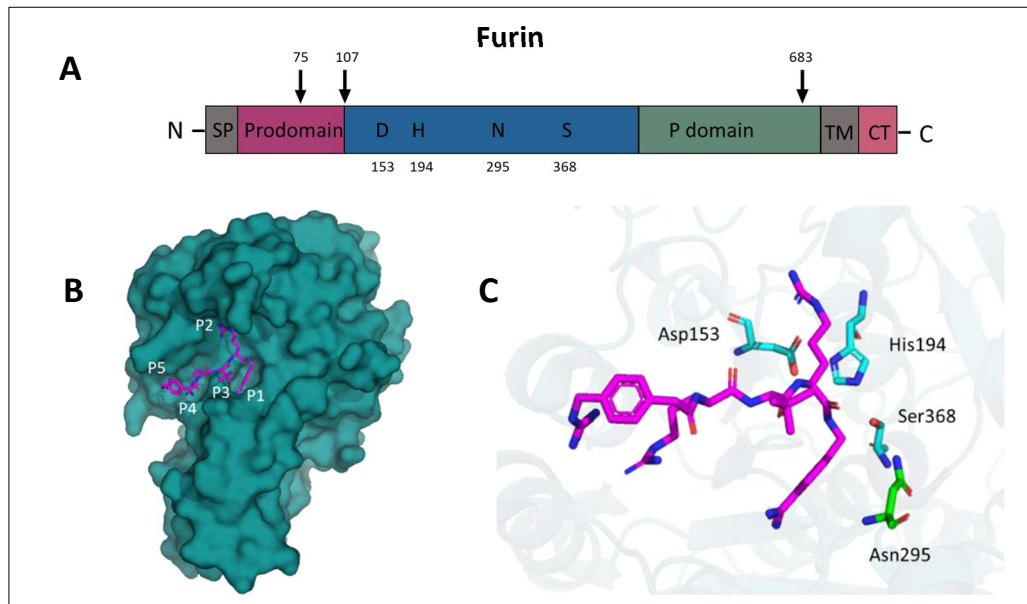 Furin
A
75 107 683
N SP Prodomain D H N S P domain TM CT C
153 194 295 368
B
P2
P5
P4
P3
P1
C
Asp153
His194
Ser368
Asn295